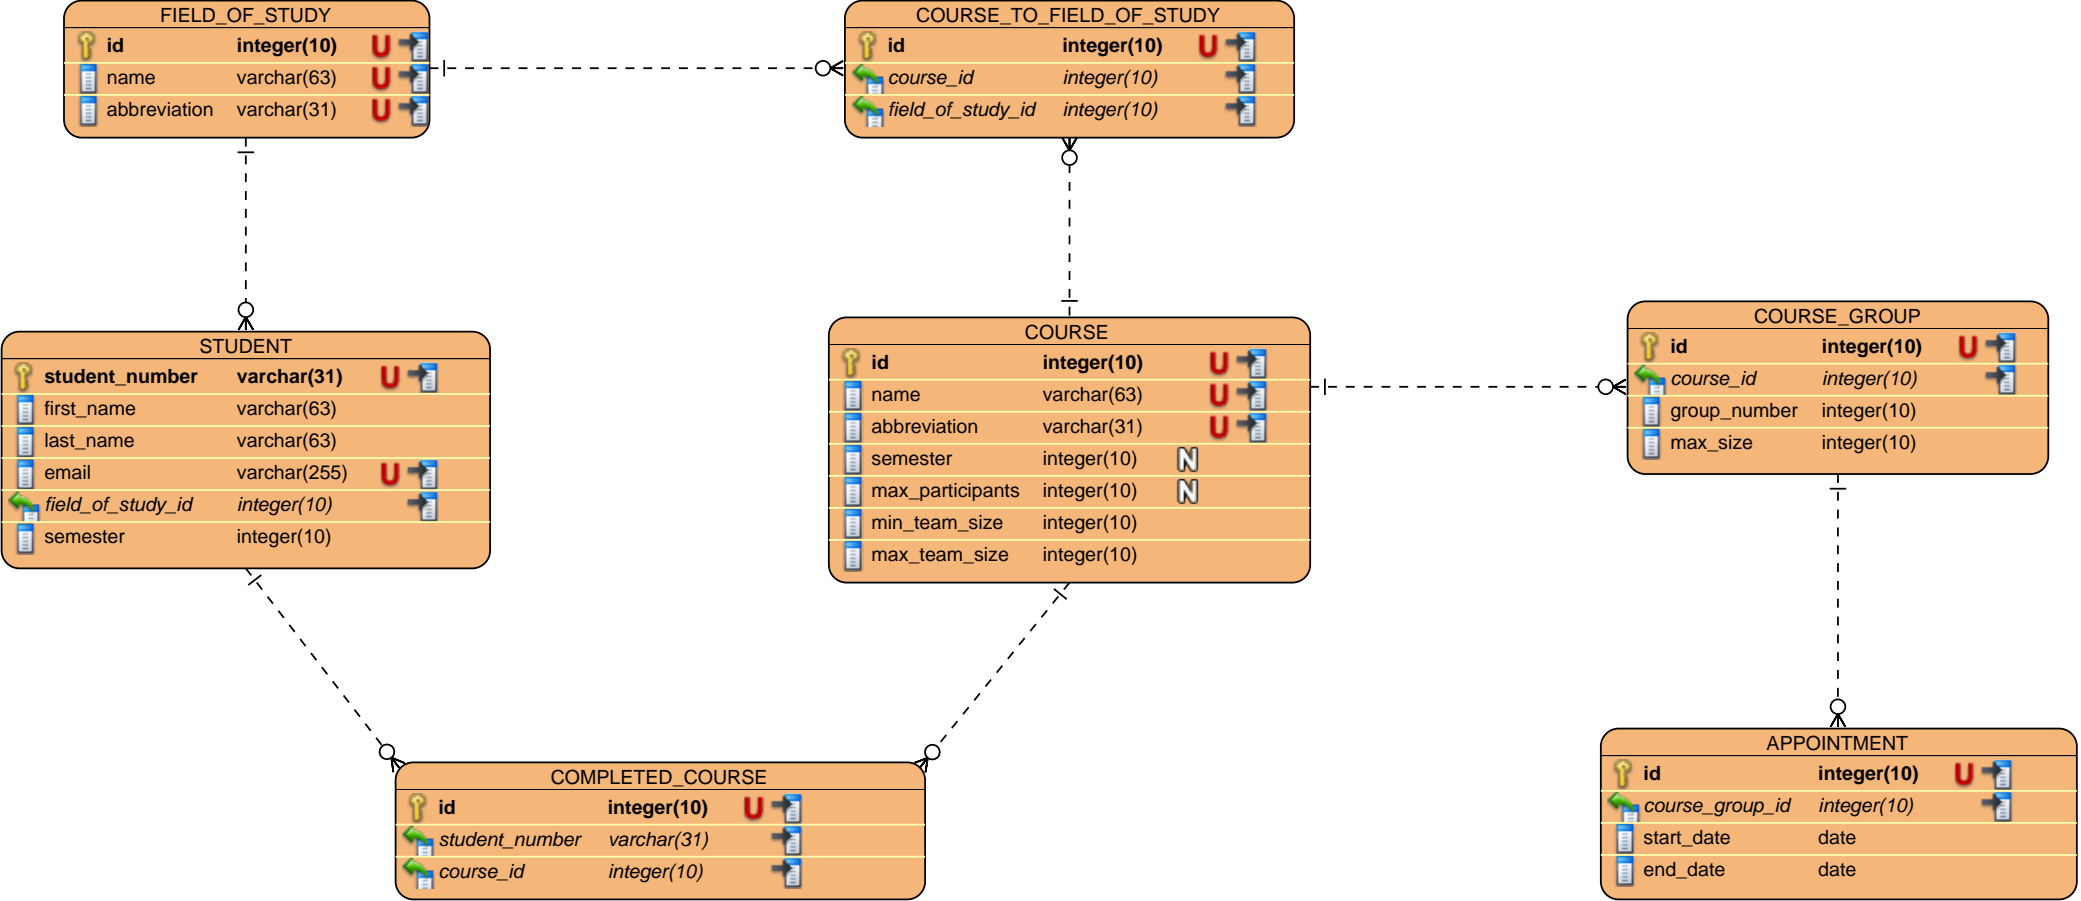 FIELD_OF_STUDY
id integer(10) U
name varchar(63) U
abbreviation varchar(31) U
COURSE_TO_FIELD_OF_STUDY
id integer(10) U
course_id integer(10)
field_of_study_id integer(10)
STUDENT
student_number varchar(31) U
first_name varchar(63)
last_name varchar(63)
email varchar(255) U
field_of_study_id integer(10)
semester integer(10)
COURSE
id integer(10) U
name varchar(63) U
abbreviation varchar(31) U
semester integer(10) N
max_participants integer(10) N
min_team_size integer(10)
max_team_size integer(10)
COURSE_GROUP
id integer(10) U
course_id integer(10)
group_number integer(10)
max_size integer(10)
COMPLETED_COURSE
id integer(10) U
student_number varchar(31)
course_id integer(10)
APPOINTMENT
id integer(10) U
course_group_id integer(10)
start_date date
end_date date